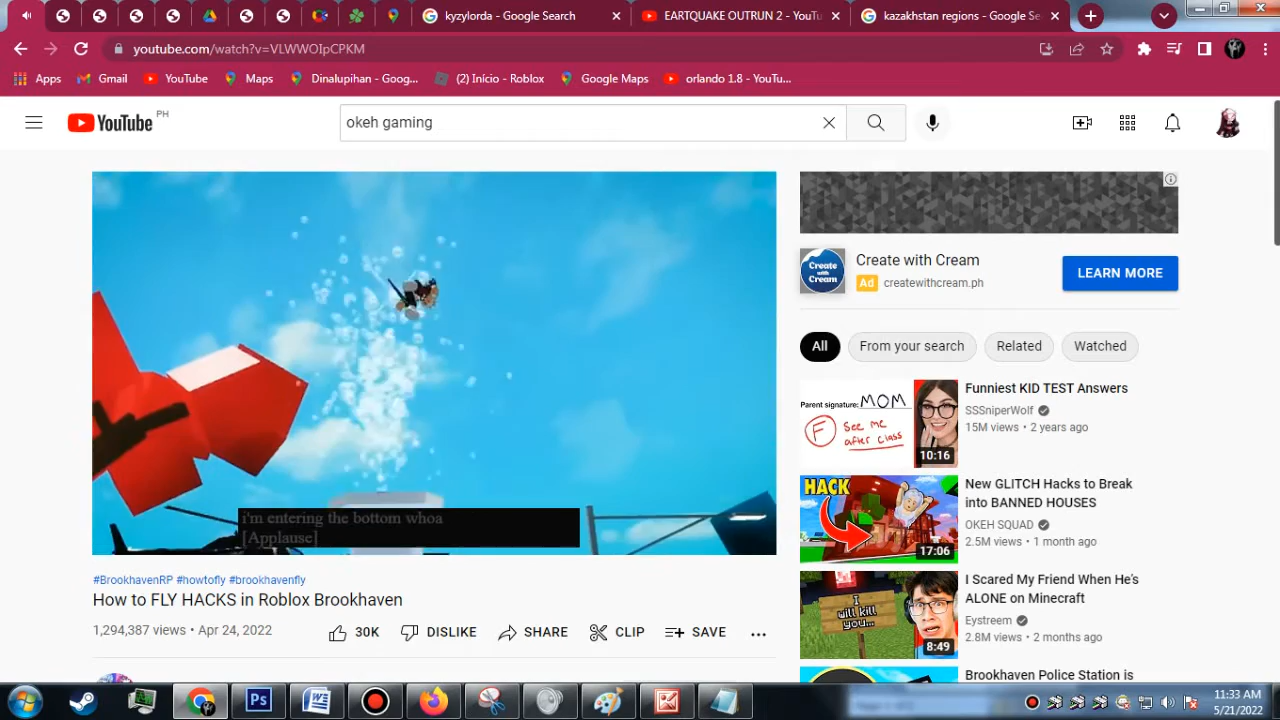 kyzylorda - Google Search
EARTQUAKE OUTRUN 2 - YouTu
kazakhstan regions - Google Se
youtube.com/watch?v=VLWWOIpCPKM
Apps
Gmail
YouTube
Maps
Dinalupihan - Goog...
(2) Início - Roblox
Google Maps
orlando 1.8 - YouTu...
YouTube PH
okeh gaming
i'm entering the bottom whoa
[Applause]
#BrookhavenRP #howtofly #brookhavenfly
How to FLY HACKS in Roblox Brookhaven
1,294,387 views • Apr 24, 2022
30K
DISLIKE
SHARE
CLIP
SAVE
Create with Cream
Create with Cream
Ad createwithcream.ph
LEARN MORE
All
From your search
Related
Watched
Parent signature: MOM
F See me after class
10:16
Funniest KID TEST Answers
SSSniperWolf
15M views • 2 years ago
HACK
17:06
New GLITCH Hacks to Break
into BANNED HOUSES
OKEH SQUAD
2.5M views • 1 month ago
I will kill you...
8:49
I Scared My Friend When He's
ALONE on Minecraft
Eystreem
2.8M views • 2 months ago
Brookhaven Police Station is
Ps
11:33 AM
5/21/2022